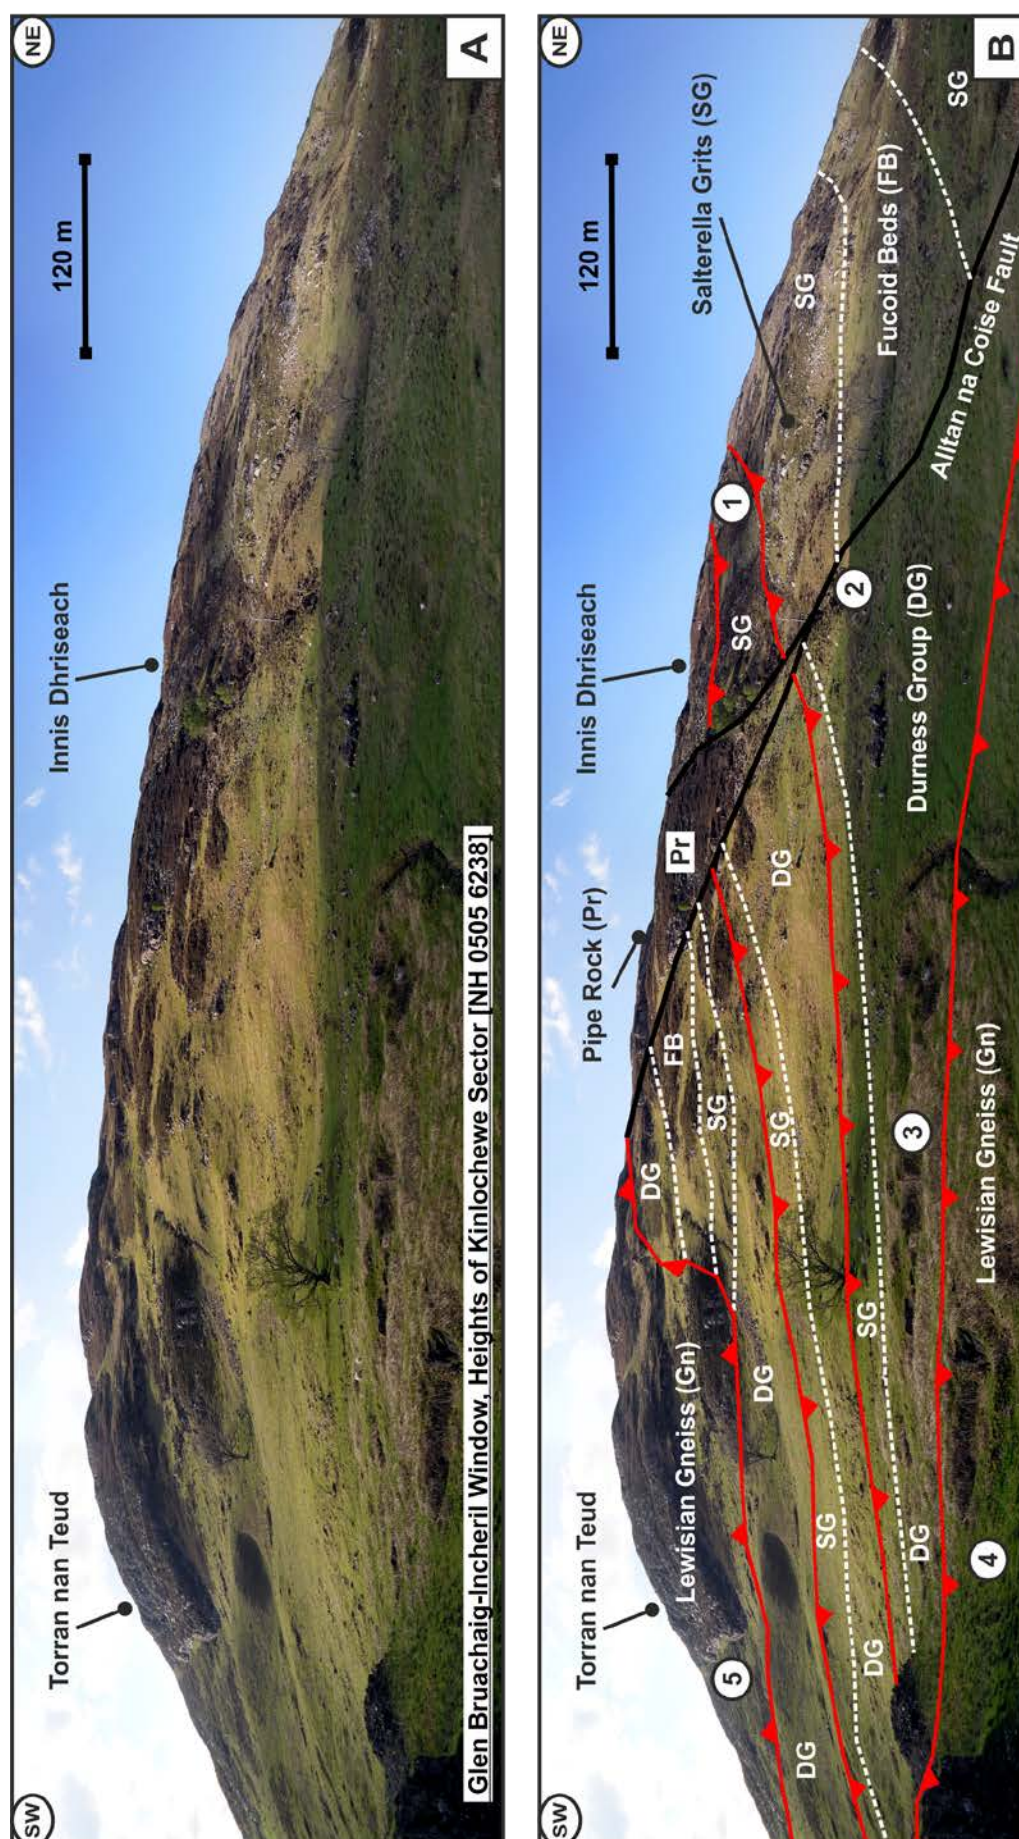 A
SW
NE
Torran nan Teud
Innis Dhriseach
120 m
Glen Bruachaig-Incheril Window, Heights of Kinlochewe Sector [NH 0505 6238]
B
SW
NE
Torran nan Teud
Pipe Rock (Pr)
Innis Dhriseach
Salterella Grits (SG)
120 m
Lewisian Gneiss (Gn)
5
DG
DG
DG
FB
SG
Pr
SG
1
SG
SG
SG
DG
DG
SG
DG
2
Fucoid Beds (FB)
SG
3
Durness Group (DG)
Alltan na Coise Fault
4
Lewisian Gneiss (Gn)